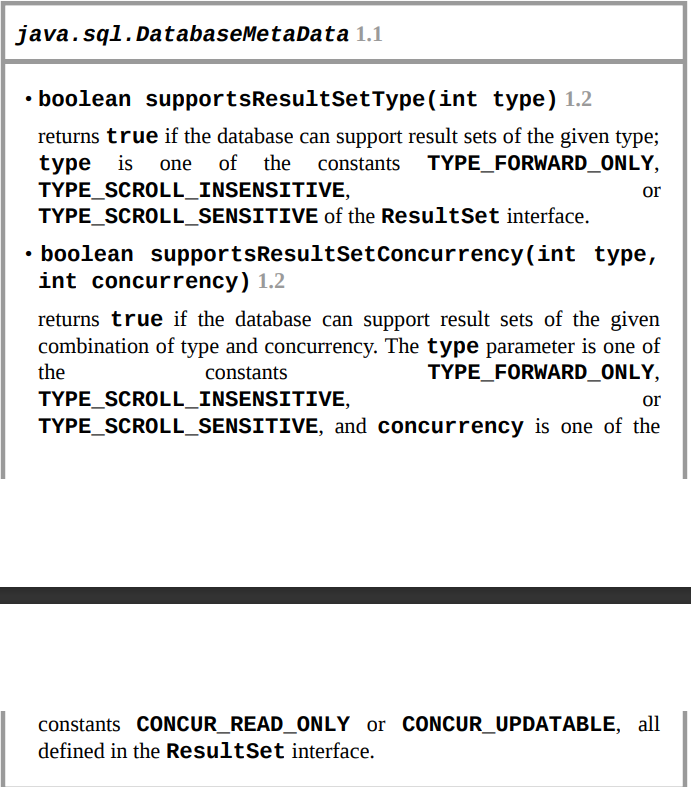 java.sql.DatabaseMetaData 1.1
• boolean supportsResultSetType(int type) 1.2
returns true if the database can support result sets of the given type;
type is one of the constants TYPE_FORWARD_ONLY,
TYPE_SCROLL_INSENSITIVE, or
TYPE_SCROLL_SENSITIVE of the ResultSet interface.
• boolean supportsResultSetConcurrency(int type,
int concurrency) 1.2
returns true if the database can support result sets of the given
combination of type and concurrency. The type parameter is one of
the constants TYPE_FORWARD_ONLY,
TYPE_SCROLL_INSENSITIVE, or
TYPE_SCROLL_SENSITIVE, and concurrency is one of the
constants CONCUR_READ_ONLY or CONCUR_UPDATABLE, all
defined in the ResultSet interface.